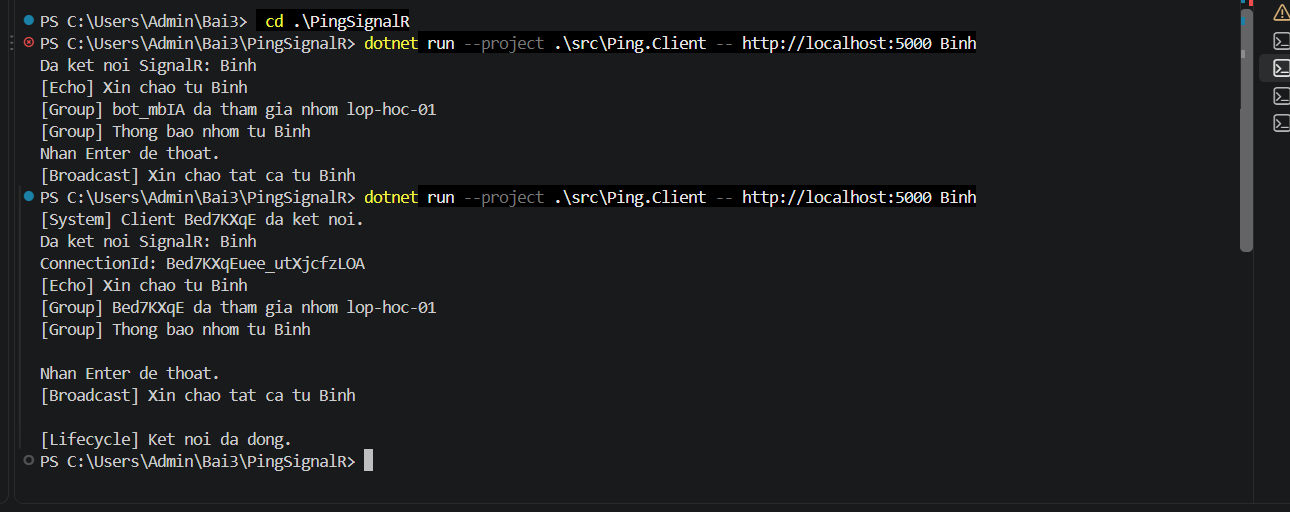 PS C:\Users\Admin\Bai3> cd .\PingSignalR
PS C:\Users\Admin\Bai3\PingSignalR> dotnet run --project .\src\Ping.Client -- http://localhost:5000 Binh
Da ket noi SignalR: Binh
[Echo] Xin chao tu Binh
[Group] bot_mbIA da tham gia nhom lop-hoc-01
[Group] Thong bao nhom tu Binh
Nhan Enter de thoat.
[Broadcast] Xin chao tat ca tu Binh
PS C:\Users\Admin\Bai3\PingSignalR> dotnet run --project .\src\Ping.Client -- http://localhost:5000 Binh
[System] Client Bed7KXqE da ket noi.
Da ket noi SignalR: Binh
ConnectionId: Bed7KXqEuee_utXjcfzLOA
[Echo] Xin chao tu Binh
[Group] Bed7KXqE da tham gia nhom lop-hoc-01
[Group] Thong bao nhom tu Binh
Nhan Enter de thoat.
[Broadcast] Xin chao tat ca tu Binh
[Lifecycle] Ket noi da dong.
PS C:\Users\Admin\Bai3\PingSignalR>